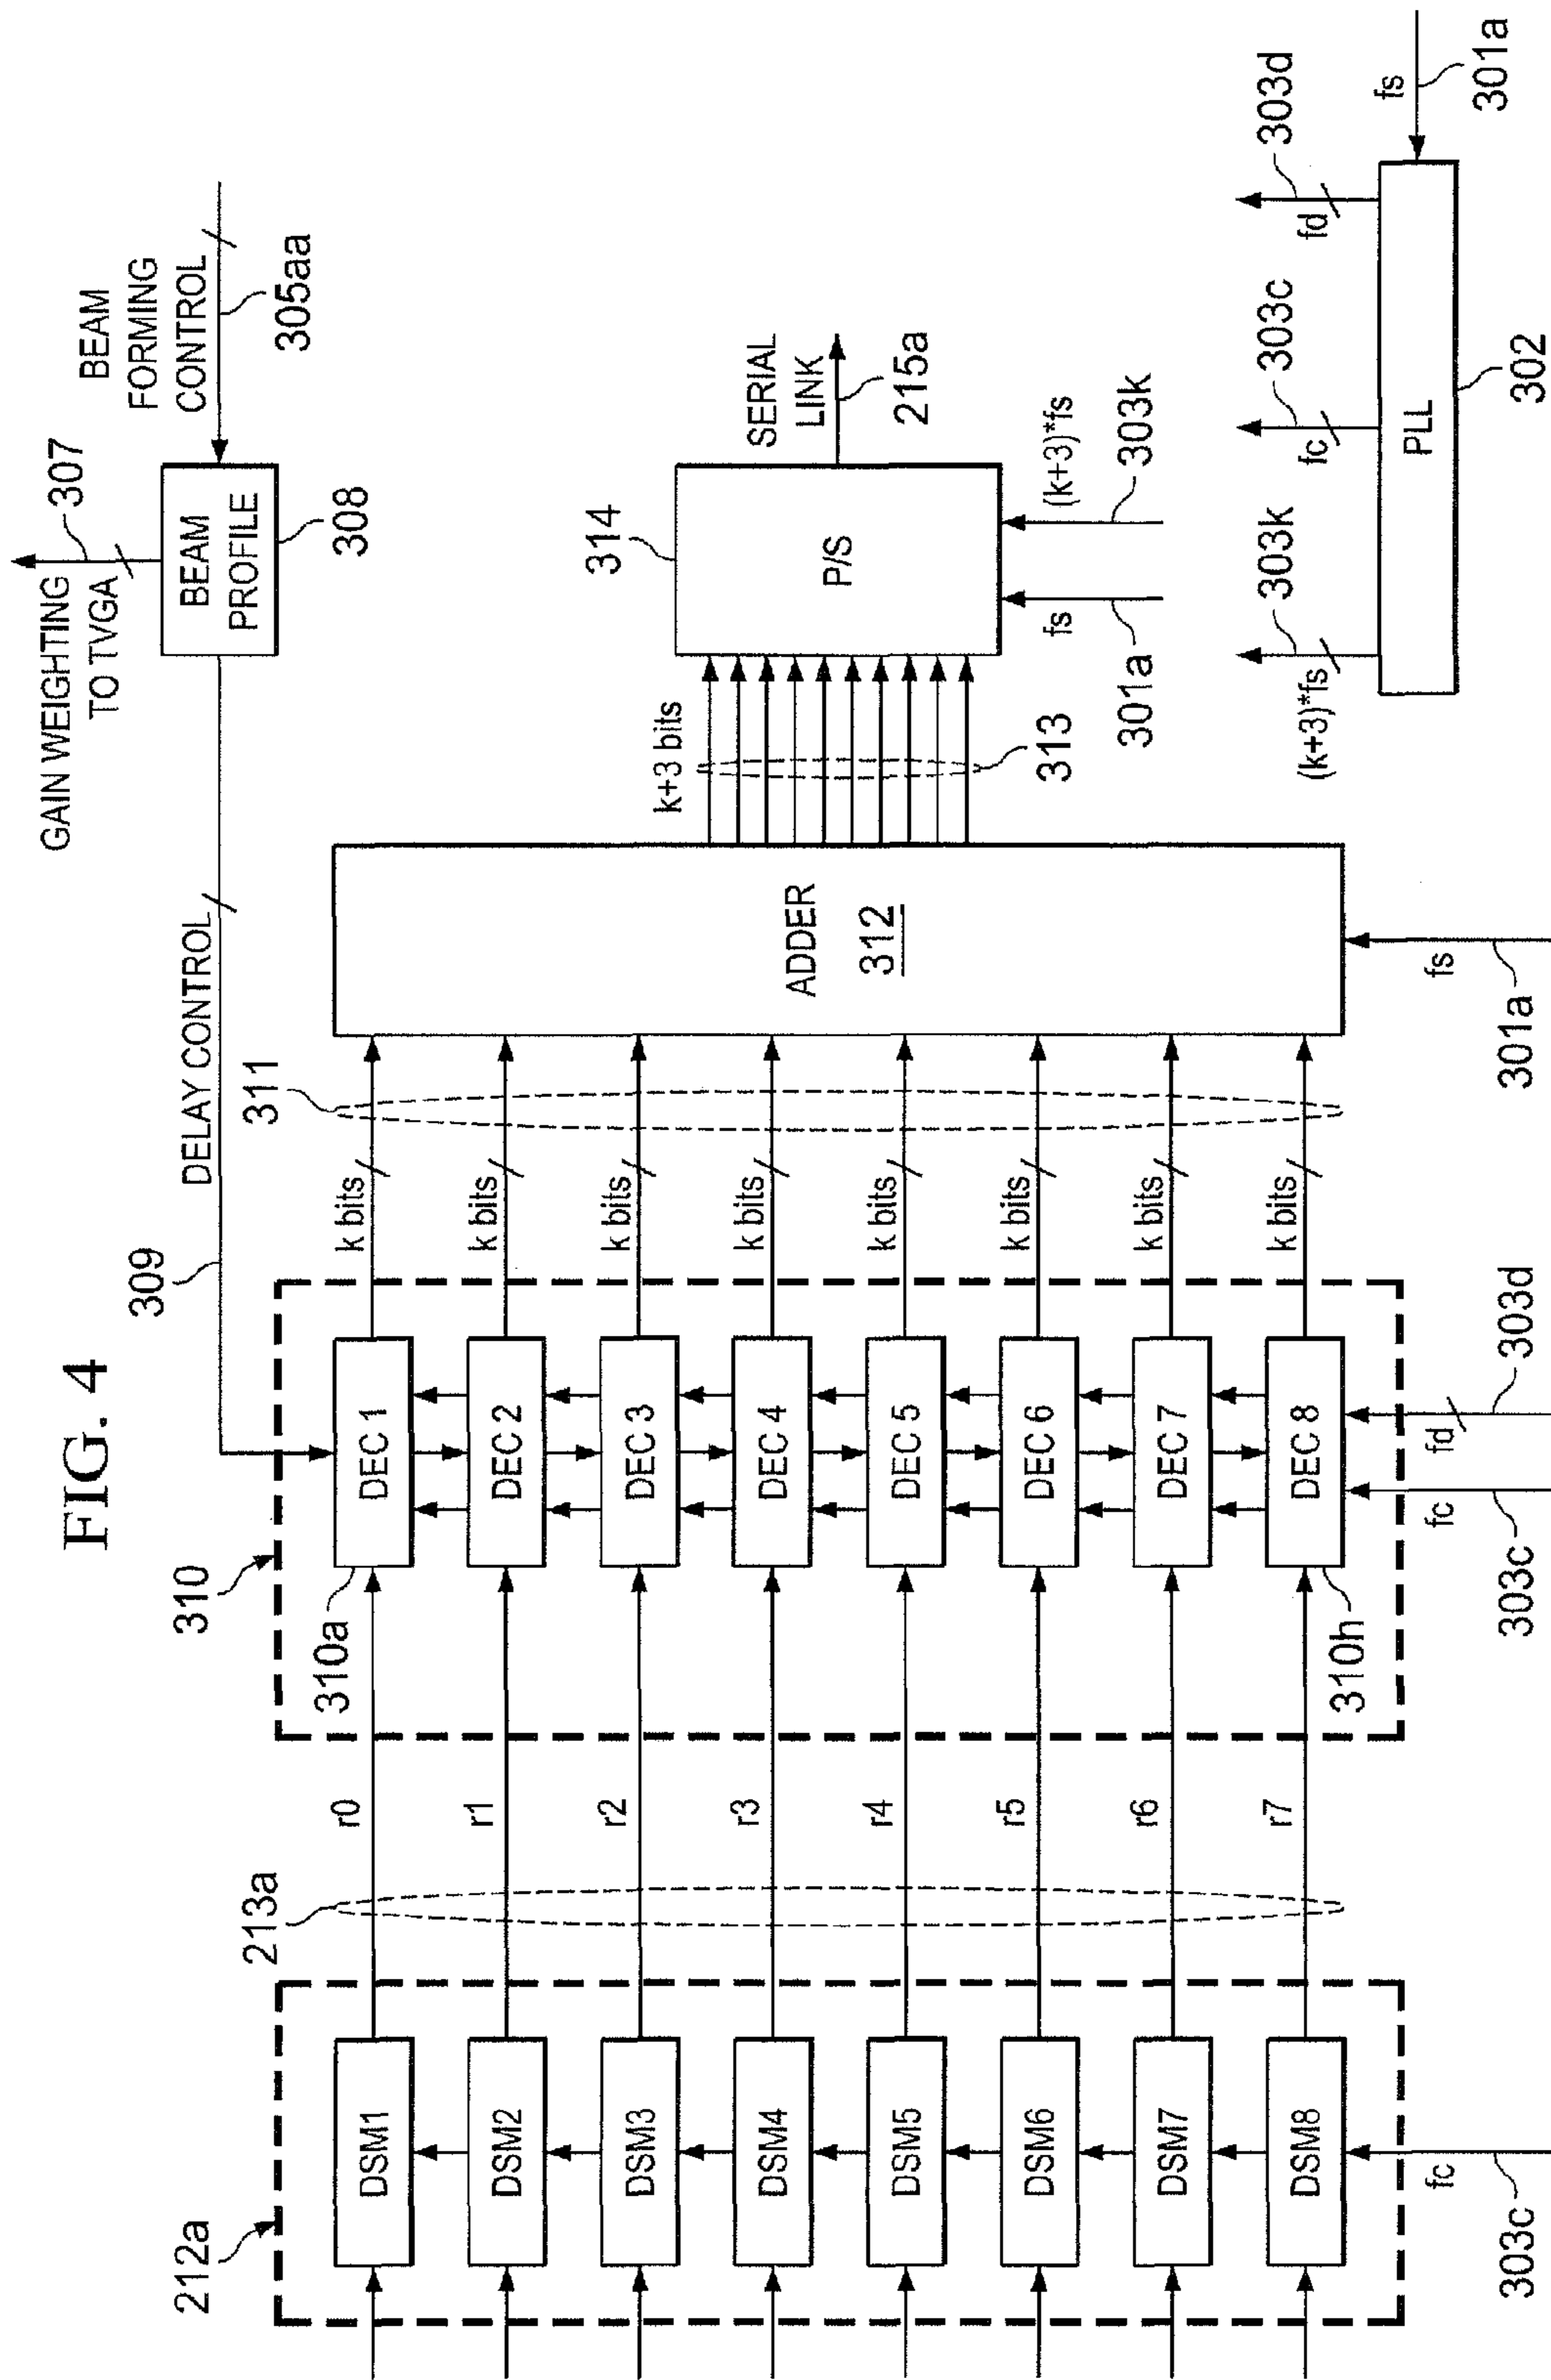 FIG. 4
212a
DSM1
DSM2
DSM3
DSM4
DSM5
DSM6
DSM7
DSM8
fc
303c
213a
r0
r1
r2
r3
r4
r5
r6
r7
310
310a
DEC 1
DEC 2
DEC 3
DEC 4
DEC 5
DEC 6
DEC 7
DEC 8
310h
fc
303c
fd
303d
309
DELAY CONTROL
311
k bits
k bits
k bits
k bits
k bits
k bits
k bits
k bits
ADDER
312
fs
301a
k+3 bits
313
GAIN WEIGHTING
TO TVGA
307
BEAM
PROFILE
308
BEAM
FORMING
CONTROL
305aa
314
P/S
fs
301a
(k+3)*fs
303k
SERIAL
LINK
215a
(k+3)*fs
303k
fc
303c
fd
303d
PLL
302
fs
301a